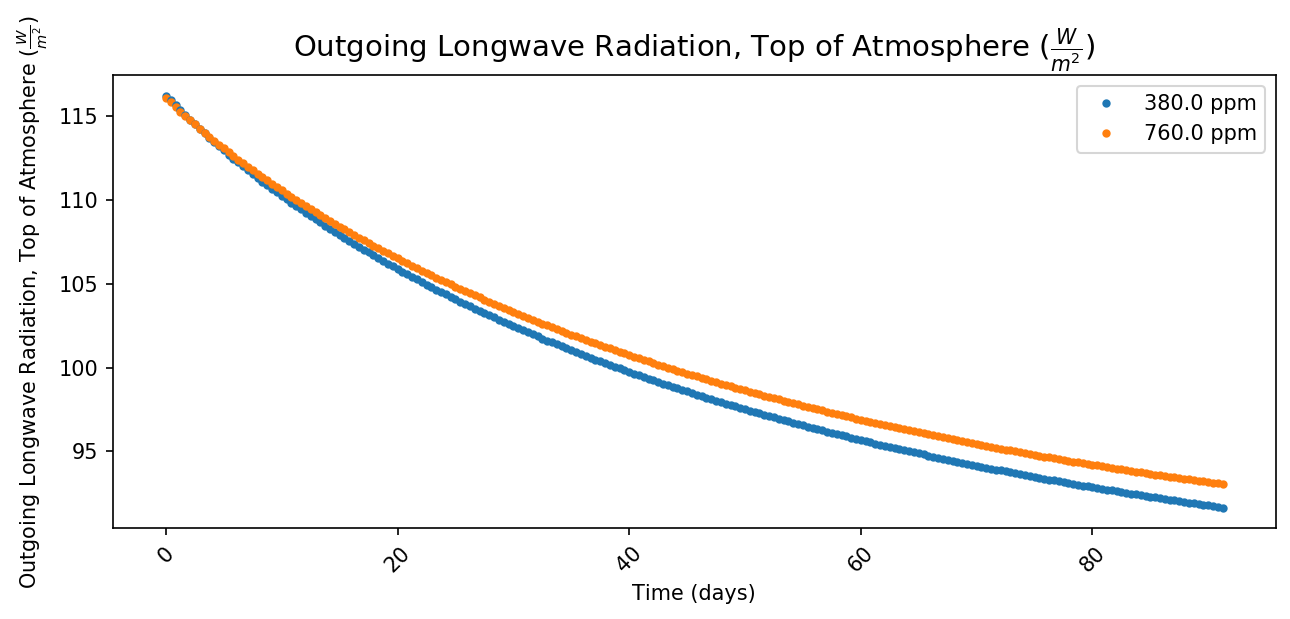 Outgoing Longwave Radiation, Top of Atmosphere (W/m²)
Outgoing Longwave Radiation, Top of Atmosphere (W/m²)
380.0 ppm
760.0 ppm
115
110
105
100
95
0
20
40
60
80
Time (days)